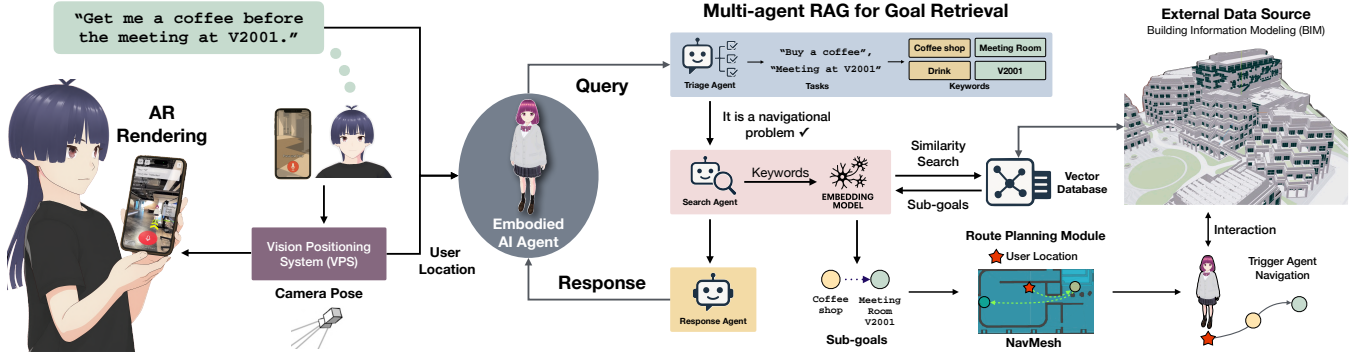 “Get me a coffee before
the meeting at V2001.”
AR
Rendering
Vision Positioning
System (VPS)
Camera Pose
User
Location
Embodied
AI Agent
Query
Response
Multi-agent RAG for Goal Retrieval
Triage Agent
“Buy a coffee”,
“Meeting at V2001”
Tasks
Coffee shop
Meeting Room
Drink
V2001
Keywords
It is a navigational
problem ✓
Search Agent
Keywords
EMBEDDING
MODEL
Similarity
Search
Sub-goals
Vector
Database
Response Agent
Coffee
shop
Meeting
Room
V2001
Sub-goals
Route Planning Module
User Location
NavMesh
External Data Source
Building Information Modeling (BIM)
Interaction
Trigger Agent
Navigation